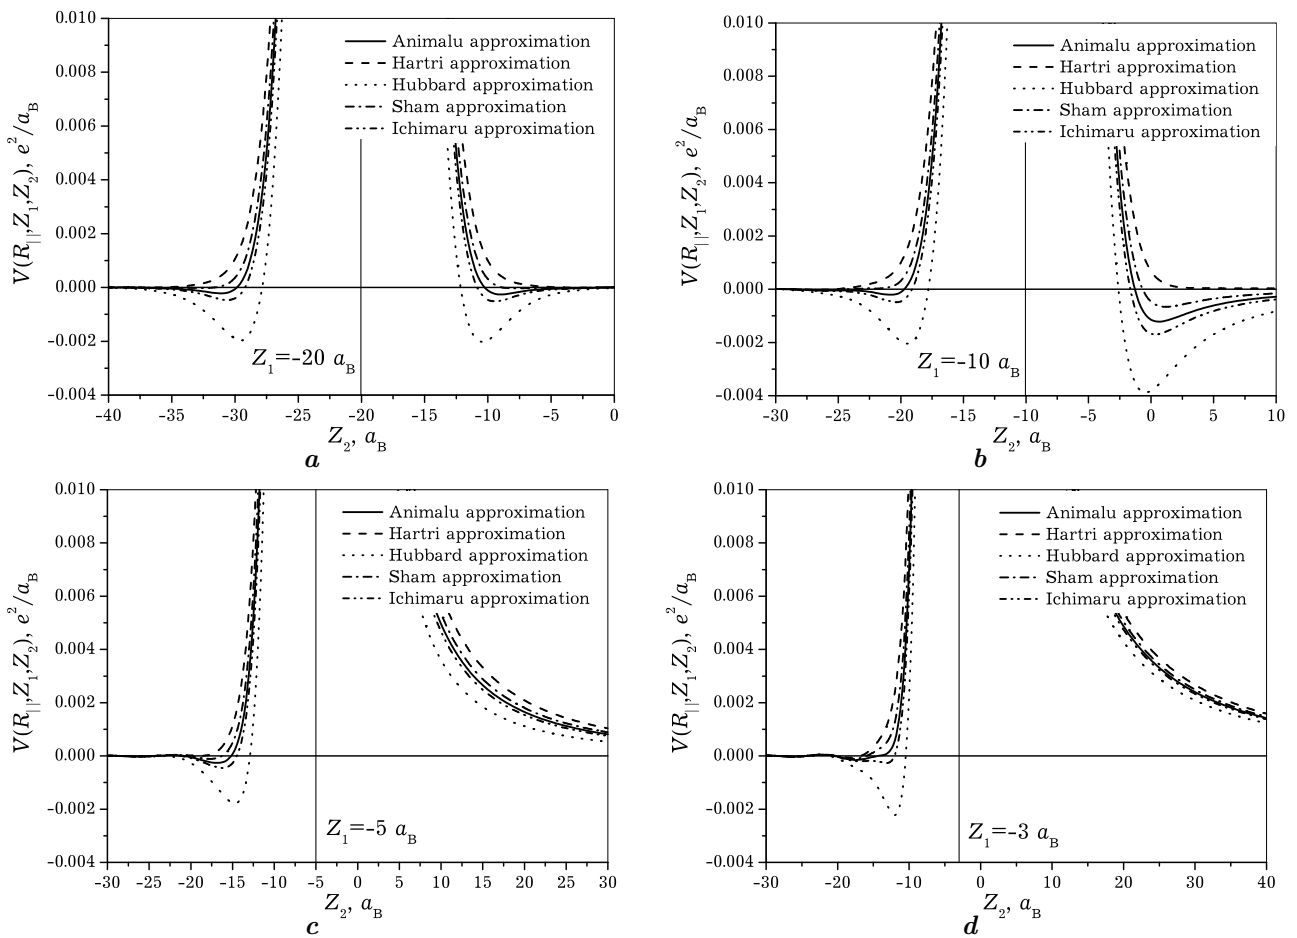 0.010
0.008
0.006
0.004
0.002
0.000
-0.002
-0.004
V(R||,Z1,Z2), e²/aB
Animalu approximation
Hartri approximation
Hubbard approximation
Sham approximation
Ichimaru approximation
Z1=-20 aB
-40 -35 -30 -25 -20 -15 -10 -5 0
Z2, aB
a
0.010
0.008
0.006
0.004
0.002
0.000
-0.002
-0.004
V(R||,Z1,Z2), e²/aB
Animalu approximation
Hartri approximation
Hubbard approximation
Sham approximation
Ichimaru approximation
Z1=-10 aB
-30 -25 -20 -15 -10 -5 0 5 10
Z2, aB
b
0.010
0.008
0.006
0.004
0.002
0.000
-0.002
-0.004
V(R||,Z1,Z2), e²/aB
Animalu approximation
Hartri approximation
Hubbard approximation
Sham approximation
Ichimaru approximation
Z1=-5 aB
-30 -25 -20 -15 -10 -5 0 5 10 15 20 25 30
Z2, aB
c
0.010
0.008
0.006
0.004
0.002
0.000
-0.002
-0.004
V(R||,Z1,Z2), e²/aB
Animalu approximation
Hartri approximation
Hubbard approximation
Sham approximation
Ichimaru approximation
Z1=-3 aB
-30 -20 -10 0 10 20 30 40
Z2, aB
d